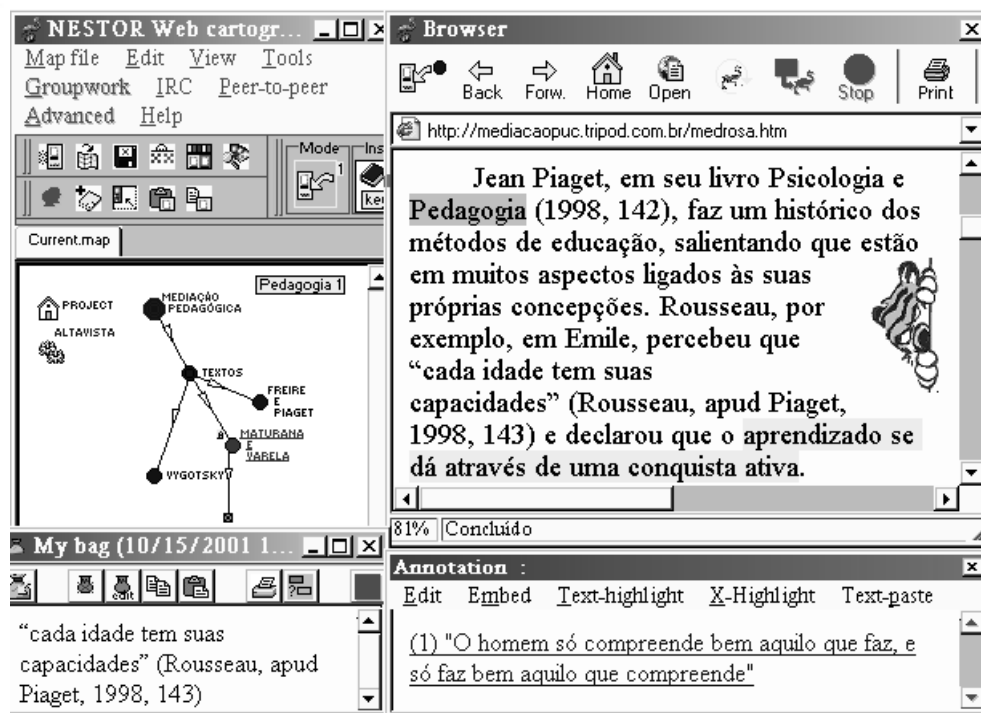 NESTOR Web cartogr...
Map file Edit View Tools
Groupwork IRC Peer-to-peer
Advanced Help
Mode
Ins
1
ke
Current.map
Pedagogia 1
PROJECT
ALTAVISTA
MEDIAÇÃO
PEDAGÓGICA
TEXTOS
FREIRE
E
PIAGET
MATURANA
E
VARELA
VYGOTSKY
My bag (10/15/2001 1...
edit
“cada idade tem suas
capacidades” (Rousseau, apud
Piaget, 1998, 143)
Browser
Back Forw. Home Open Stop Print
http://mediacaopuc.tripod.com.br/medrosa.htm
Jean Piaget, em seu livro Psicologia e
Pedagogia (1998, 142), faz um histórico dos
métodos de educação, salientando que estão
em muitos aspectos ligados às suas
próprias concepções. Rousseau, por
exemplo, em Emile, percebeu que
“cada idade tem suas
capacidades” (Rousseau, apud Piaget,
1998, 143) e declarou que o aprendizado se
dá através de uma conquista ativa.
81% Concluído
Annotation :
Edit Embed Text-highlight X-Highlight Text-paste
(1) "O homem só compreende bem aquilo que faz, e
só faz bem aquilo que compreende"